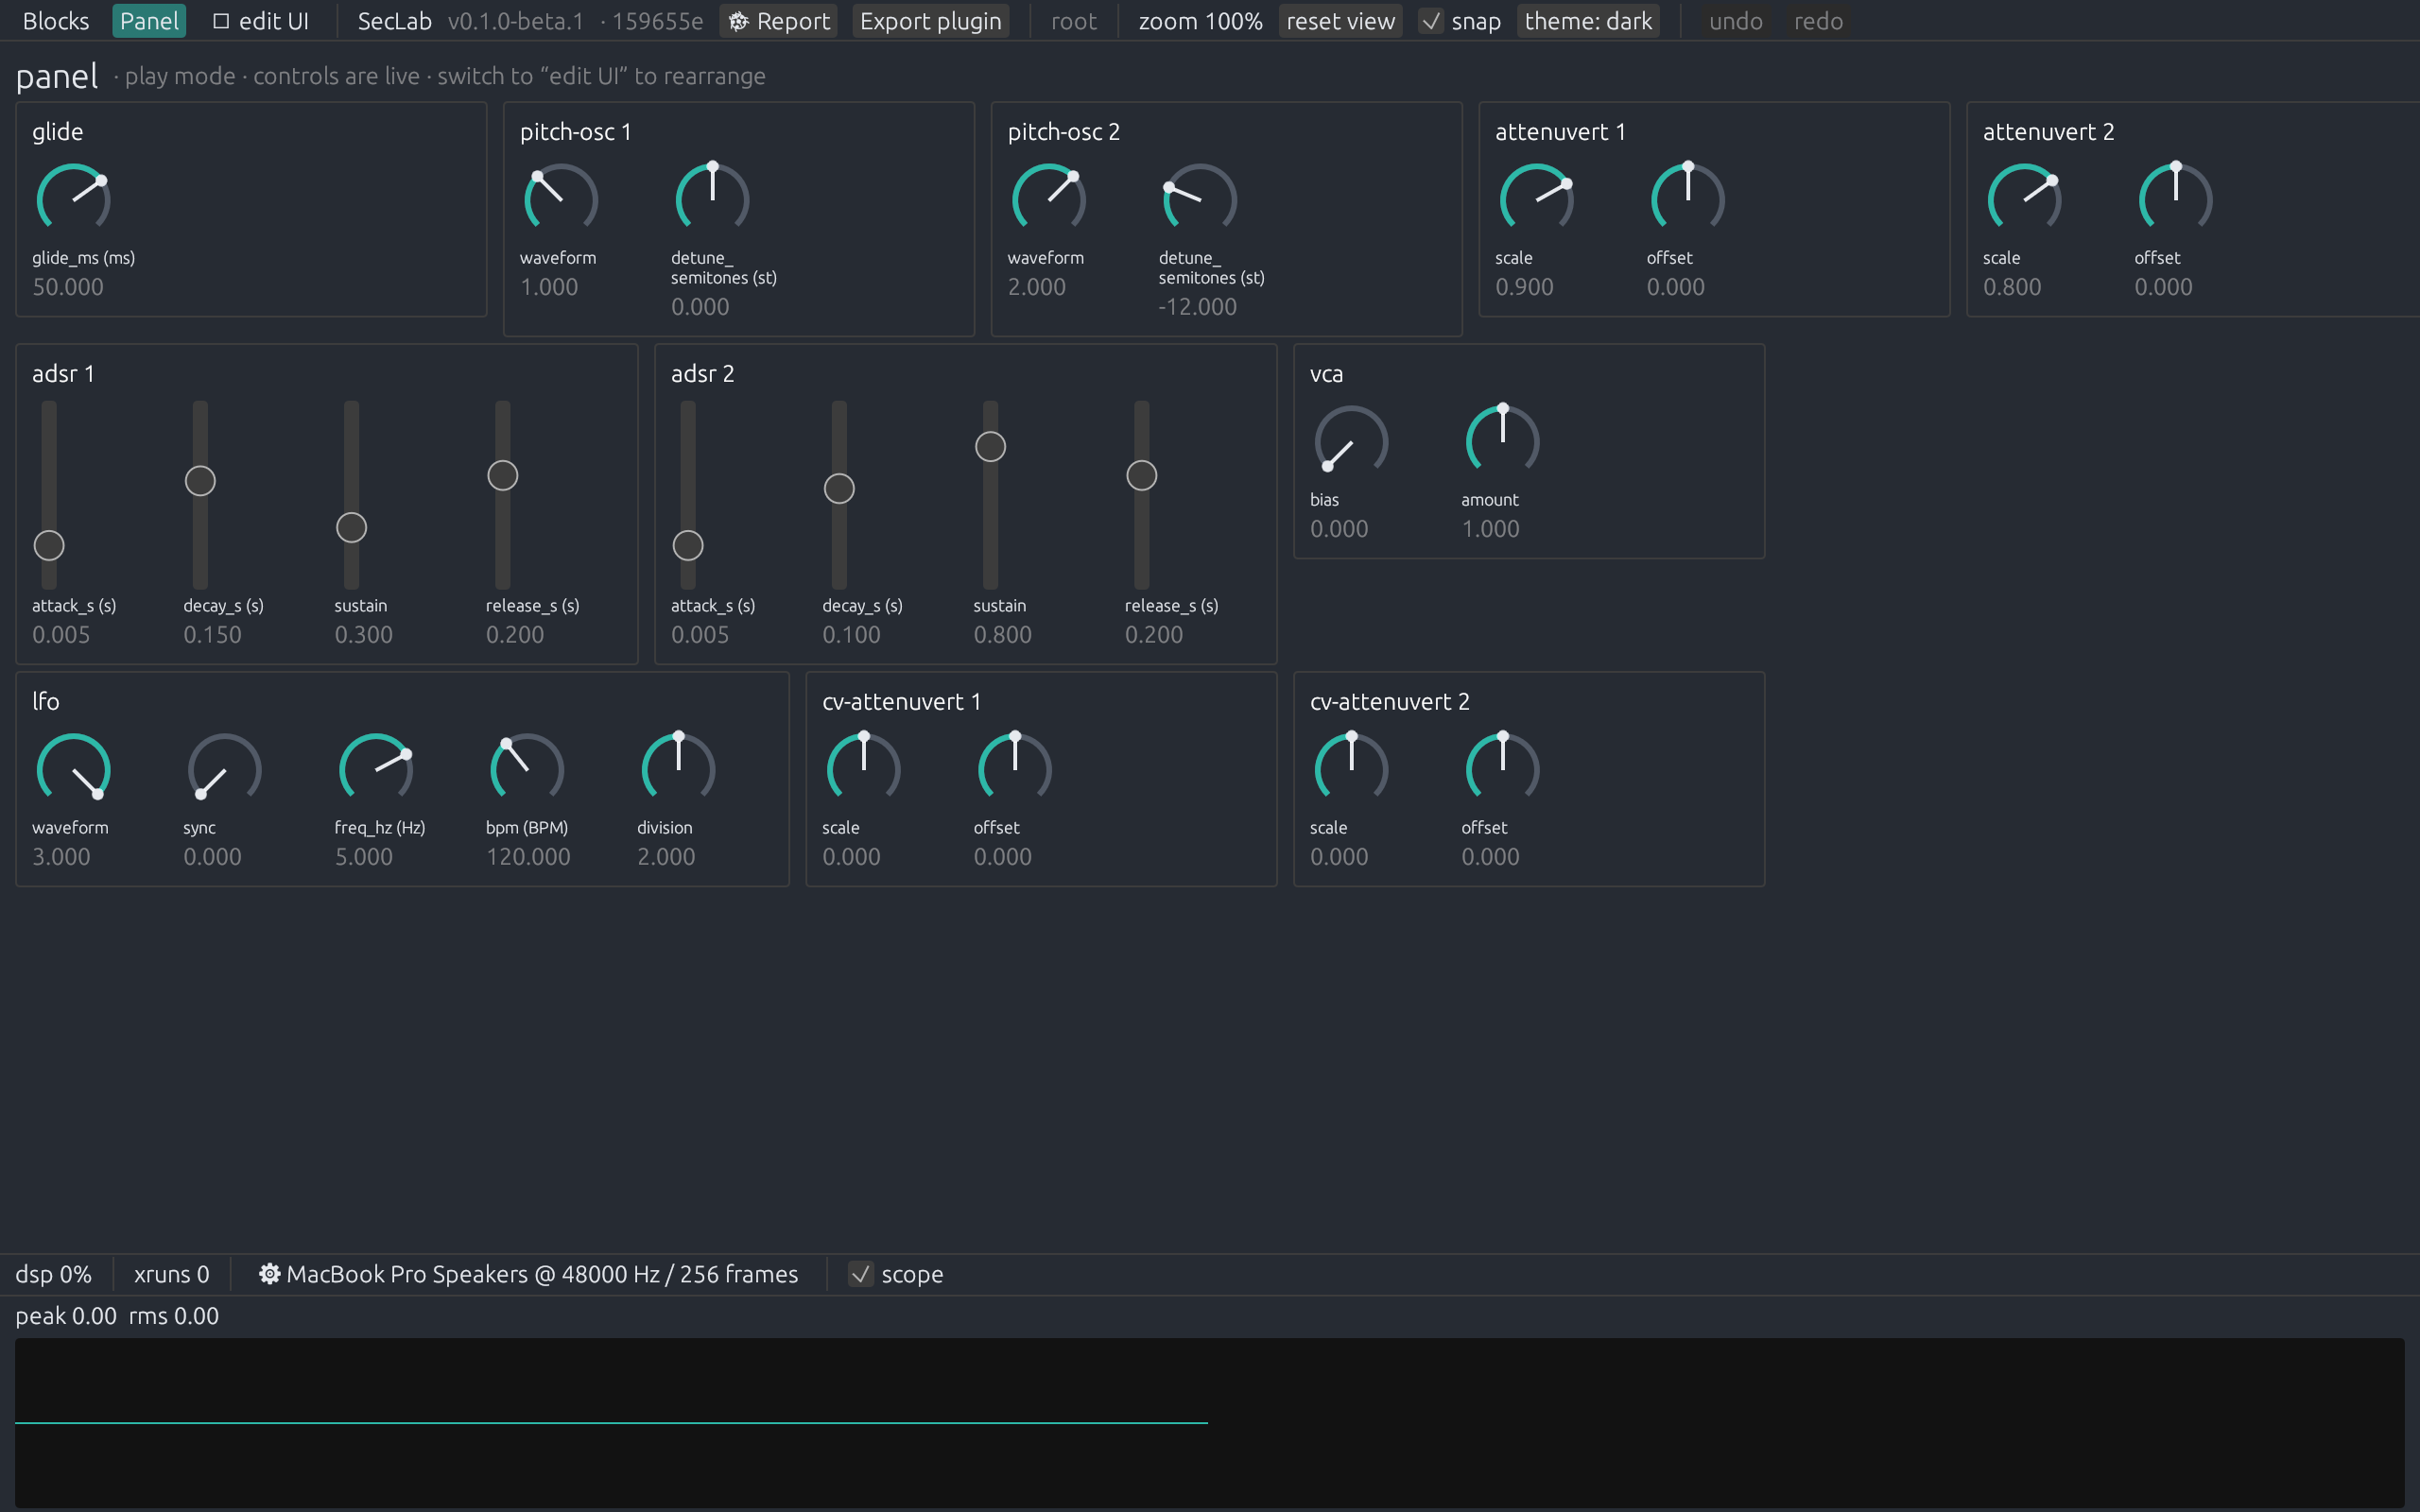 Blocks Panel edit UI SecLab v0.1.0-beta.1 · 159655e Report Export plugin root zoom 100% reset view snap theme: dark undo redo
panel · play mode · controls are live · switch to “edit UI” to rearrange
glide
glide_ms (ms)
50.000
pitch-osc 1
waveform
1.000
detune_
semitones (st)
0.000
pitch-osc 2
waveform
2.000
detune_
semitones (st)
-12.000
attenuvert 1
scale
0.900
offset
0.000
attenuvert 2
scale
0.800
offset
0.000
adsr 1
attack_s (s)
0.005
decay_s (s)
0.150
sustain
0.300
release_s (s)
0.200
adsr 2
attack_s (s)
0.005
decay_s (s)
0.100
sustain
0.800
release_s (s)
0.200
vca
bias
0.000
amount
1.000
lfo
waveform
3.000
sync
0.000
freq_hz (Hz)
5.000
bpm (BPM)
120.000
division
2.000
cv-attenuvert 1
scale
0.000
offset
0.000
cv-attenuvert 2
scale
0.000
offset
0.000
dsp 0% xruns 0 MacBook Pro Speakers @ 48000 Hz / 256 frames scope
peak 0.00 rms 0.00